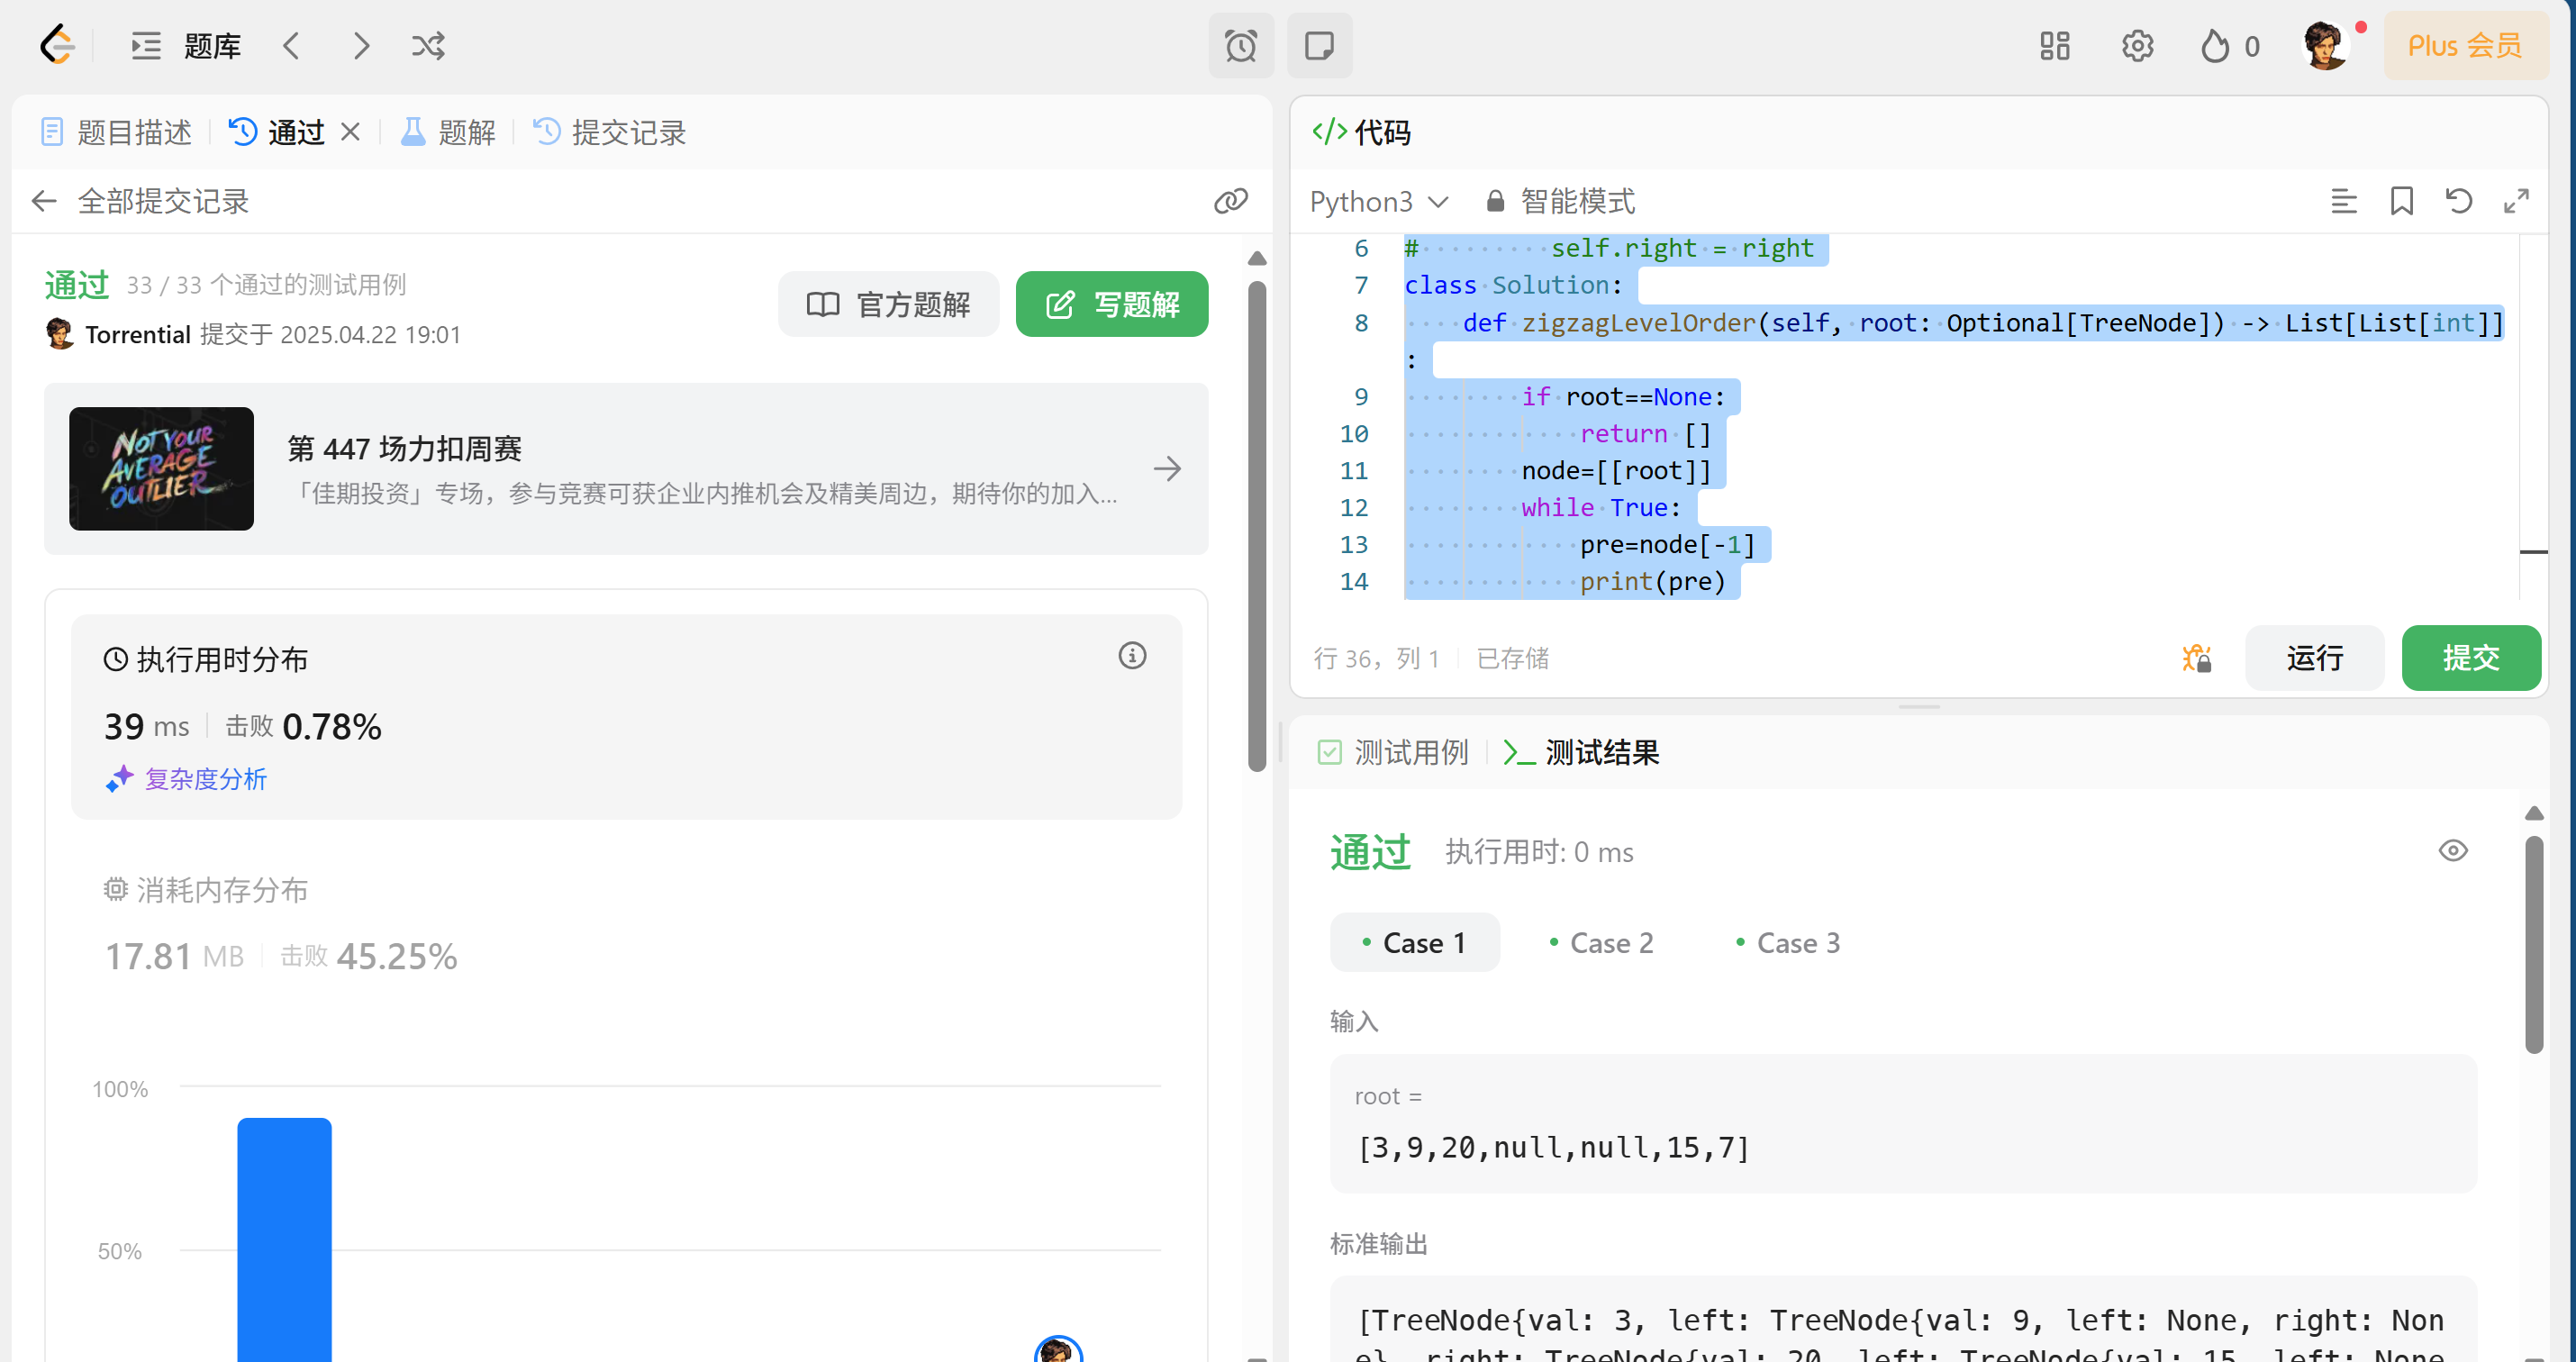 题库
0
Plus 会员
题目描述
通过
题解
提交记录
全部提交记录
通过 33 / 33 个通过的测试用例
Torrential 提交于 2025.04.22 19:01
官方题解
写题解
NOT YOUR
AVERAGE
OUTLIER
第 447 场力扣周赛
「佳期投资」专场，参与竞赛可获企业内推机会及精美周边，期待你的加入...
执行用时分布
39 ms 击败 0.78%
复杂度分析
消耗内存分布
17.81 MB 击败 45.25%
100%
50%
</> 代码
Python3 智能模式
6 #         self.right = right
7 class Solution:
8     def zigzagLevelOrder(self, root: Optional[TreeNode]) -> List[List[int]]
:
9         if root==None:
10             return []
11         node=[[root]]
12         while True:
13             pre=node[-1]
14             print(pre)
行 36，列 1 已存储
运行
提交
测试用例
测试结果
通过 执行用时: 0 ms
Case 1
Case 2
Case 3
输入
root =
[3,9,20,null,null,15,7]
标准输出
[TreeNode{val: 3, left: TreeNode{val: 9, left: None, right: Non
e}, right: TreeNode{val: 20, left: TreeNode{val: 15, left: None